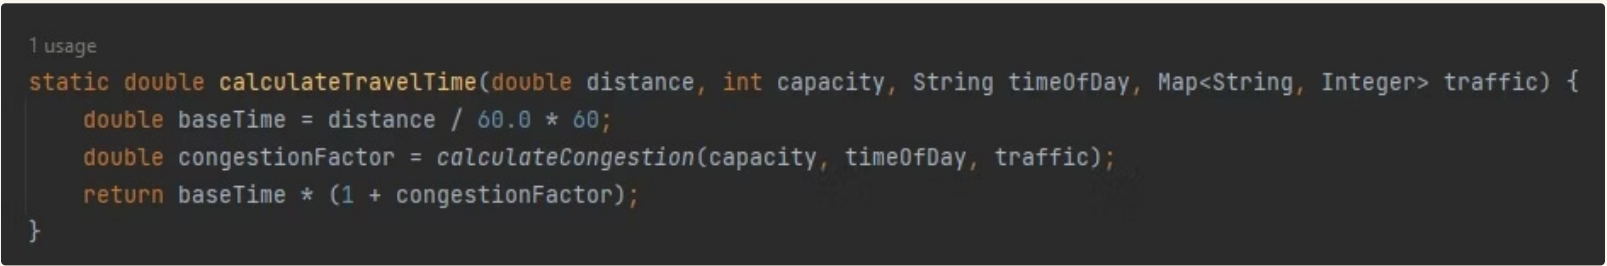 1 usage
static double calculateTravelTime(double distance, int capacity, String timeOfDay, Map<String, Integer> traffic) {
double baseTime = distance / 60.0 * 60;
double congestionFactor = calculateCongestion(capacity, timeOfDay, traffic);
return baseTime * (1 + congestionFactor);
}